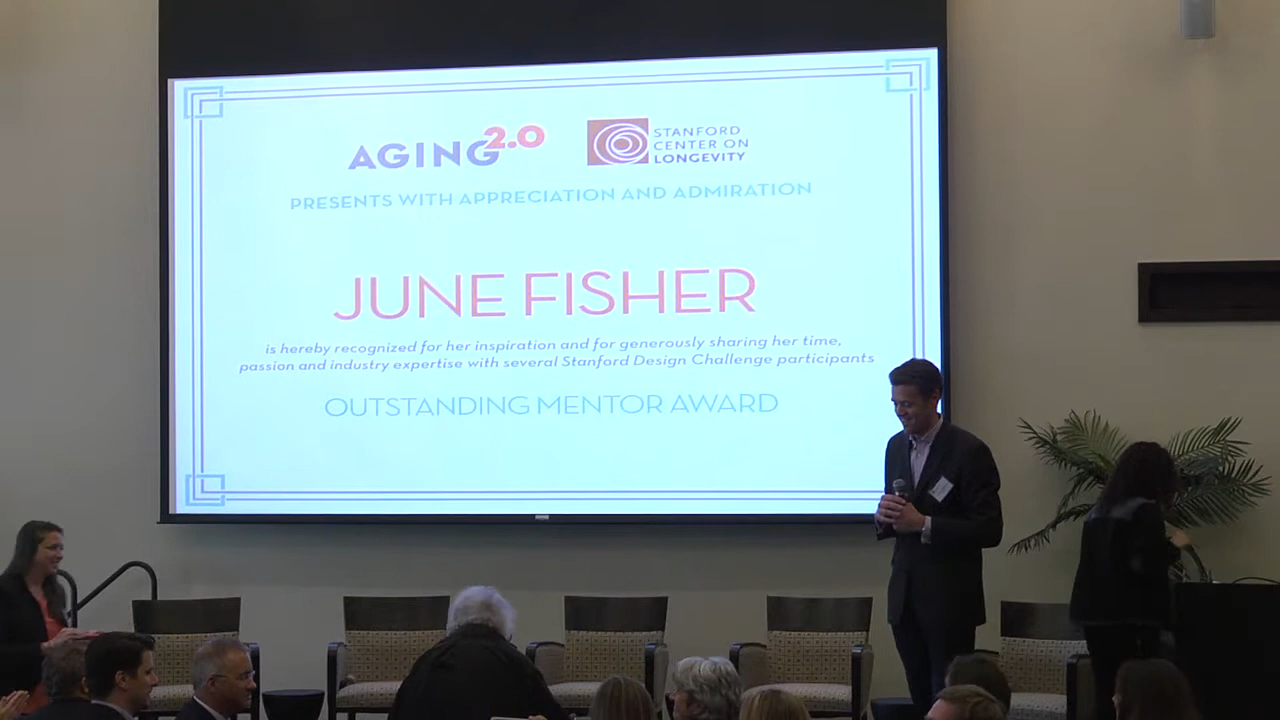 AGING2.0
STANFORD
CENTER ON
LONGEVITY
PRESENTS WITH APPRECIATION AND ADMIRATION
JUNE FISHER
is hereby recognized for her inspiration and for generously sharing her time,
passion and industry expertise with several Stanford Design Challenge participants
OUTSTANDING MENTOR AWARD